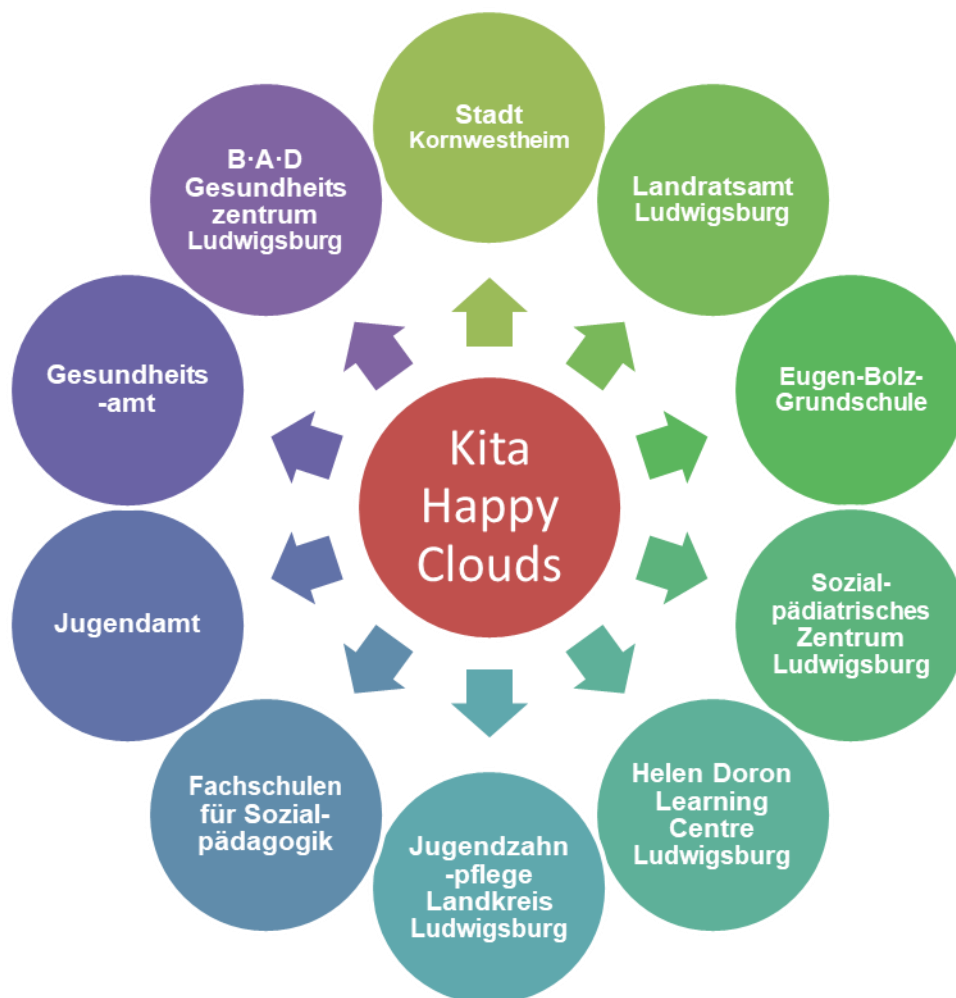 Stadt
Kornwestheim
Landratsamt
Ludwigsburg
Eugen-Bolz-
Grundschule
Sozial-
pädiatrisches
Zentrum
Ludwigsburg
Helen Doron
Learning
Centre
Ludwigsburg
Jugendzahn
-pflege
Landkreis
Ludwigsburg
Fachschulen
für Sozial-
pädagogik
Jugendamt
Gesundheits
-amt
B·A·D
Gesundheits
zentrum
Ludwigsburg
Kita
Happy
Clouds